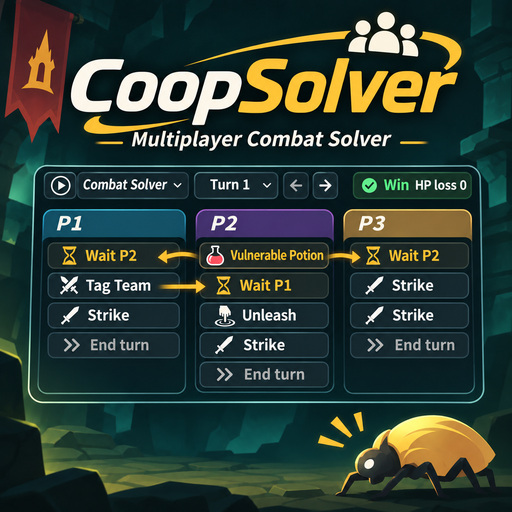 CoopSolver
Multiplayer Combat Solver
Combat Solver
Turn 1
Win HP loss 0
P1
Wait P2
Tag Team
Strike
End turn
P2
Vulnerable Potion
Wait P1
Unleash
Strike
End turn
P3
Wait P2
Strike
Strike
End turn